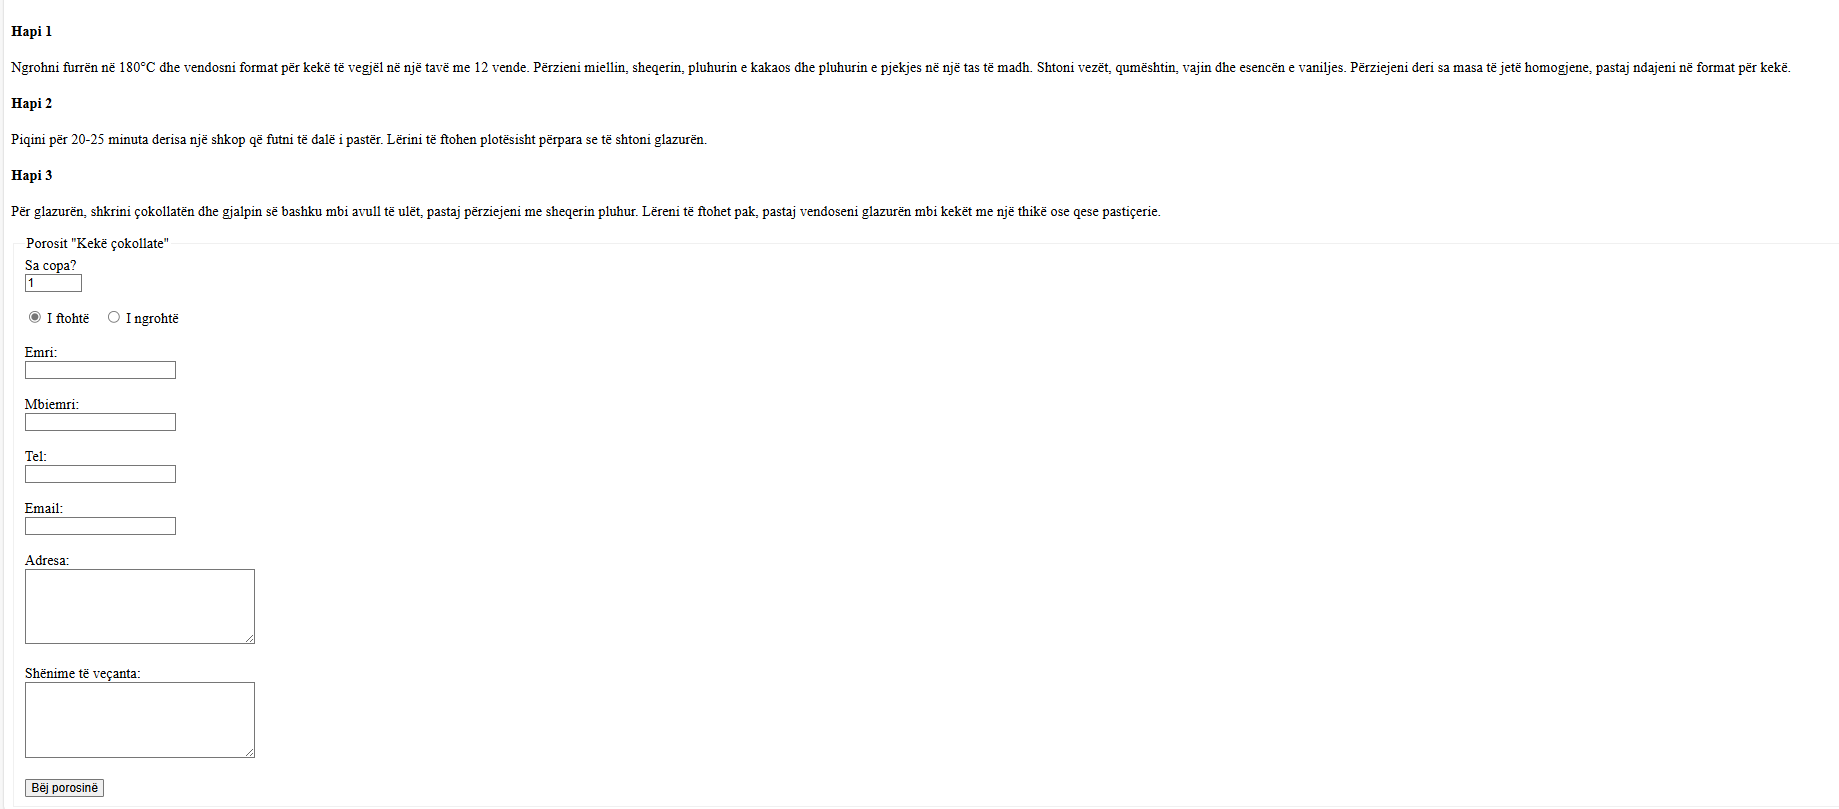 Hapi 1
Ngrohni furrën në 180°C dhe vendosni format për kekë të vegjël në një tavë me 12 vende. Përzieni miellin, sheqerin, pluhurin e kakaos dhe pluhurin e pjekjes në një tas të madh. Shtoni vezët, qumështin, vajin dhe esencën e vaniljes. Përziejeni deri sa masa të jetë homogjene, pastaj ndajeni në format për kekë.
Hapi 2
Piqini për 20-25 minuta derisa një shkop që futni të dalë i pastër. Lërini të ftohen plotësisht përpara se të shtoni glazurën.
Hapi 3
Për glazurën, shkrini çokollatën dhe gjalpin së bashku mbi avull të ulët, pastaj përziejeni me sheqerin pluhur. Lëreni të ftohet pak, pastaj vendoseni glazurën mbi kekët me një thikë ose qese pastiçerie.
Porosit "Kekë çokollate"
Sa copa?
1
I ftohtë I ngrohtë
Emri:
Mbiemri:
Tel:
Email:
Adresa:
Shënime të veçanta:
Bëj porosinë